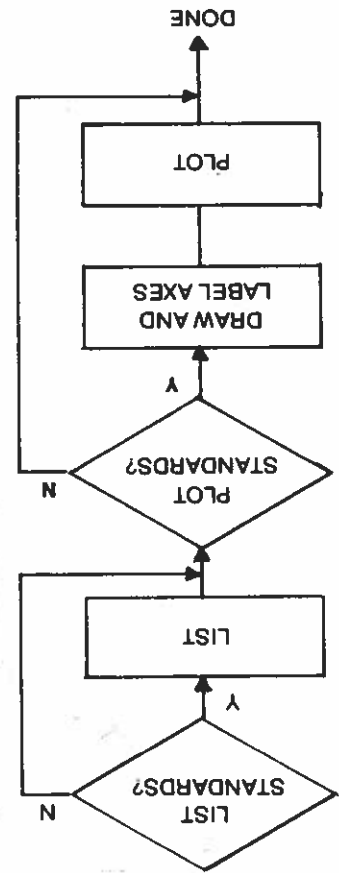 LIST
STANDARDS?
N
Y
LIST
PLOT
STANDARDS?
N
Y
DRAW AND
LABEL AXES
PLOT
DONE